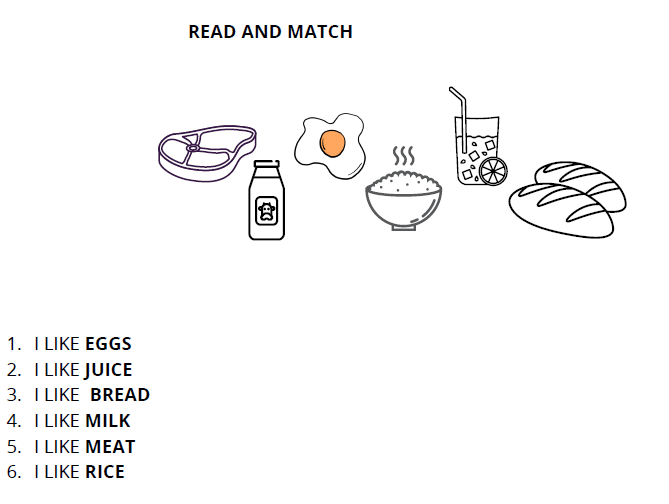 READ AND MATCH
1. I LIKE EGGS
2. I LIKE JUICE
3. I LIKE BREAD
4. I LIKE MILK
5. I LIKE MEAT
6. I LIKE RICE